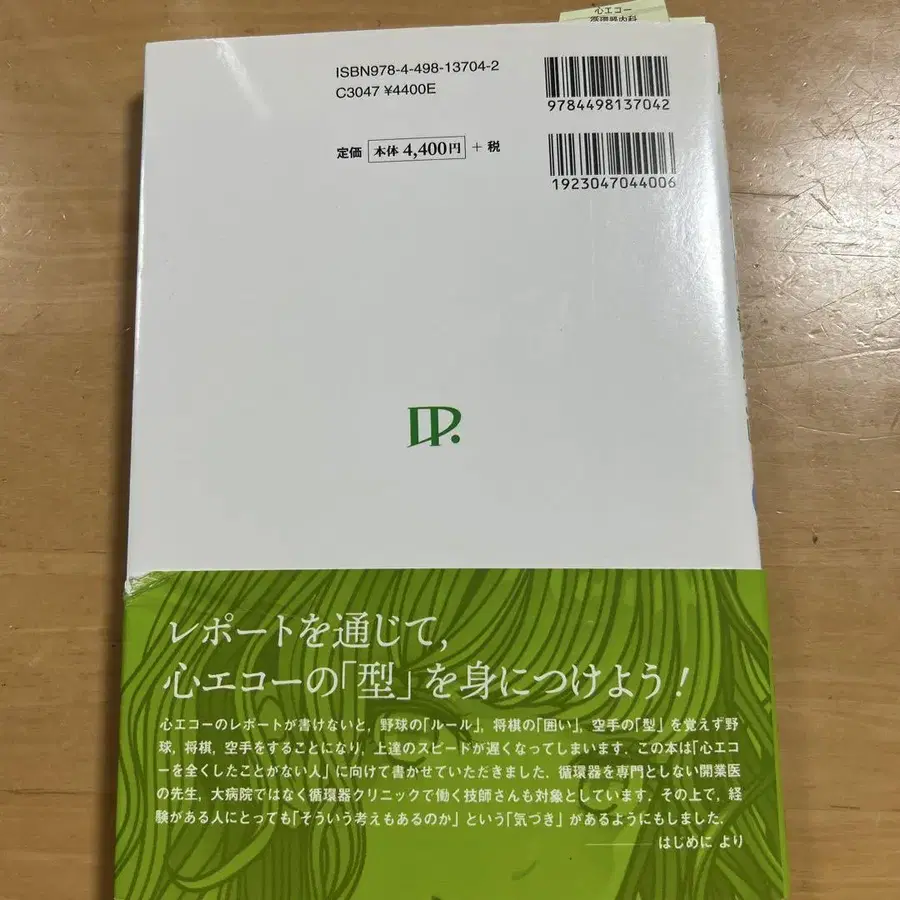 心エコー
循環器内科
ISBN978-4-498-13704-2
C3047 ¥4400E
9784498137042
定価 本体 4,400円 + 税
1923047044006
レポートを通じて,
心エコーの「型」を身につけよう!
心エコーのレポートが書けないと, 野球の「ルール」, 将棋の「囲い」, 空手の「型」を覚えず野
球, 将棋, 空手をすることになり, 上達のスピードが遅くなってしまいます. この本は「心エコ
ーを全くしたことがない人」に向けて書かせていただきました. 循環器を専門としない開業医
の先生, 大病院ではなく循環器クリニックで働く技師さんも対象としています. その上で, 経
験がある人にとっても「そういう考えもあるのか」という「気づき」があるようにもしました.
はじめに より